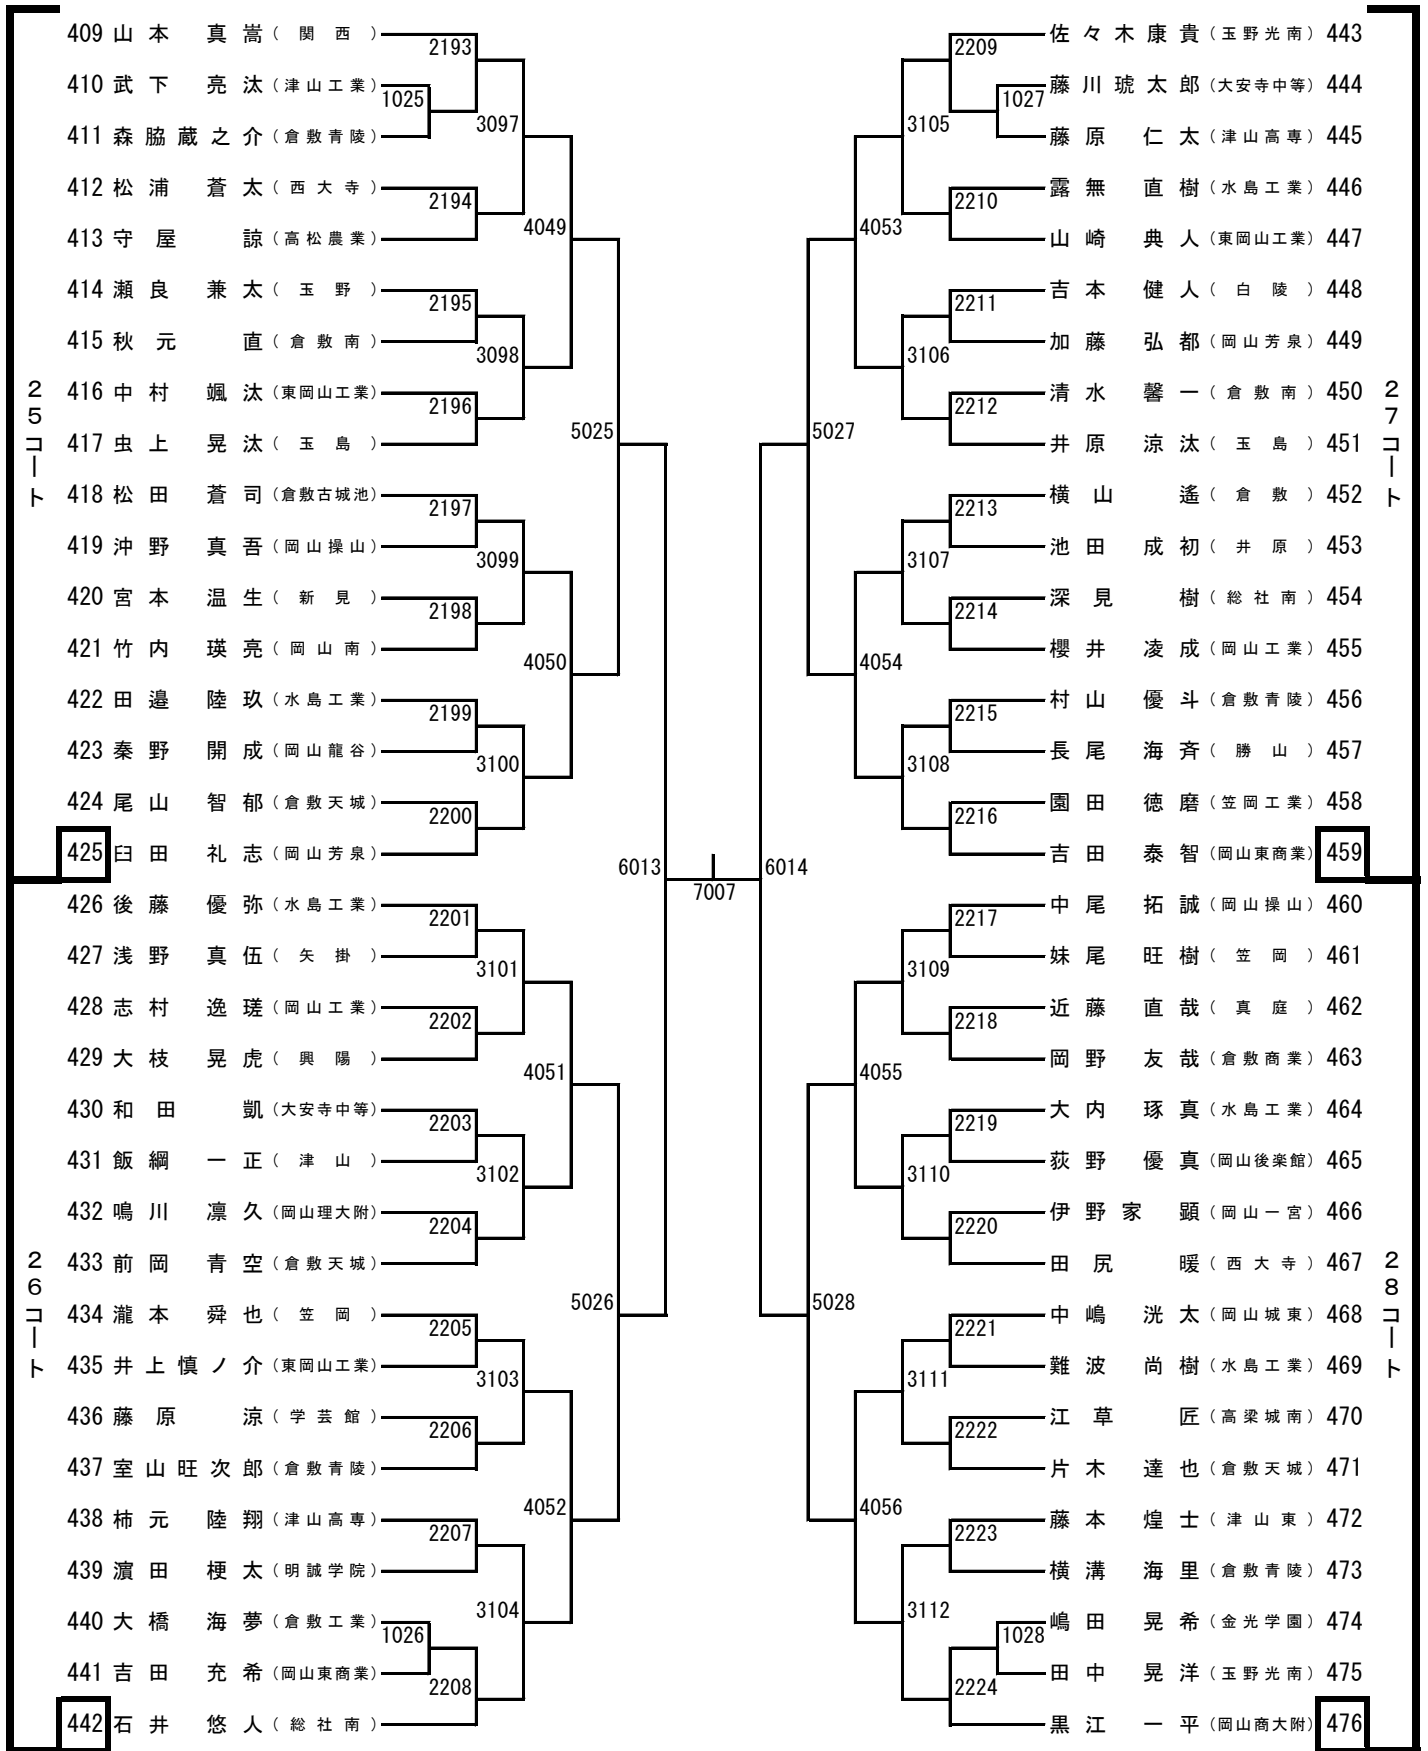 409 山本 真嵩 (関西)
2193
410 武下 亮汰 (津山工業)
1025
411 森脇蔵之介 (倉敷青陵)
3097
412 松浦 蒼太 (西大寺)
2194
413 守屋 諒 (高松農業)
4049
414 瀬良 兼太 (玉野)
2195
415 秋元 直 (倉敷南)
3098
416 中村 颯汰 (東岡山工業)
2196
417 虫上 晃汰 (玉島)
5025
25コート
418 松田 蒼司 (倉敷古城池)
2197
419 沖野 真吾 (岡山操山)
3099
420 宮本 温生 (新見)
2198
421 竹内 瑛亮 (岡山南)
4050
422 田邉 陸玖 (水島工業)
2199
423 秦野 開成 (岡山龍谷)
3100
424 尾山 智郁 (倉敷天城)
2200
425 臼田 礼志 (岡山芳泉)
6013
426 後藤 優弥 (水島工業)
2201
427 浅野 真伍 (矢掛)
3101
428 志村 逸瑳 (岡山工業)
2202
429 大枝 晃虎 (興陽)
4051
430 和田 凱 (大安寺中等)
2203
431 飯綱 一正 (津山)
3102
432 鳴川 凛久 (岡山理大附)
2204
433 前岡 青空 (倉敷天城)
5026
26コート
434 瀧本 舜也 (笠岡)
2205
435 井上慎ノ介 (東岡山工業)
3103
436 藤原 涼 (学芸館)
2206
437 室山旺次郎 (倉敷青陵)
4052
438 柿元 陸翔 (津山高専)
2207
439 濵田 梗太 (明誠学院)
3104
440 大橋 海夢 (倉敷工業)
1026
441 吉田 充希 (岡山東商業)
2208
442 石井 悠人 (総社南)
7007
佐々木康貴 (玉野光南) 443
2209
藤川琥太郎 (大安寺中等) 444
1027
藤原 仁太 (津山高専) 445
3105
露無 直樹 (水島工業) 446
2210
山崎 典人 (東岡山工業) 447
4053
吉本 健人 (白陵) 448
2211
加藤 弘都 (岡山芳泉) 449
3106
清水 馨一 (倉敷南) 450
2212
井原 涼汰 (玉島) 451
5027
27コート
横山 遙 (倉敷) 452
2213
池田 成初 (井原) 453
3107
深見 樹 (総社南) 454
2214
櫻井 凌成 (岡山工業) 455
4054
村山 優斗 (倉敷青陵) 456
2215
長尾 海斉 (勝山) 457
3108
園田 徳磨 (笠岡工業) 458
2216
吉田 泰智 (岡山東商業) 459
6014
中尾 拓誠 (岡山操山) 460
2217
妹尾 旺樹 (笠岡) 461
3109
近藤 直哉 (真庭) 462
2218
岡野 友哉 (倉敷商業) 463
4055
大内 琢真 (水島工業) 464
2219
荻野 優真 (岡山後楽館) 465
3110
伊野家 顕 (岡山一宮) 466
2220
田尻 暖 (西大寺) 467
5028
28コート
中嶋 洸太 (岡山城東) 468
2221
難波 尚樹 (水島工業) 469
3111
江草 匠 (高梁城南) 470
2222
片木 達也 (倉敷天城) 471
4056
藤本 煌士 (津山東) 472
2223
横溝 海里 (倉敷青陵) 473
3112
嶋田 晃希 (金光学園) 474
1028
田中 晃洋 (玉野光南) 475
2224
黒江 一平 (岡山商大附) 476